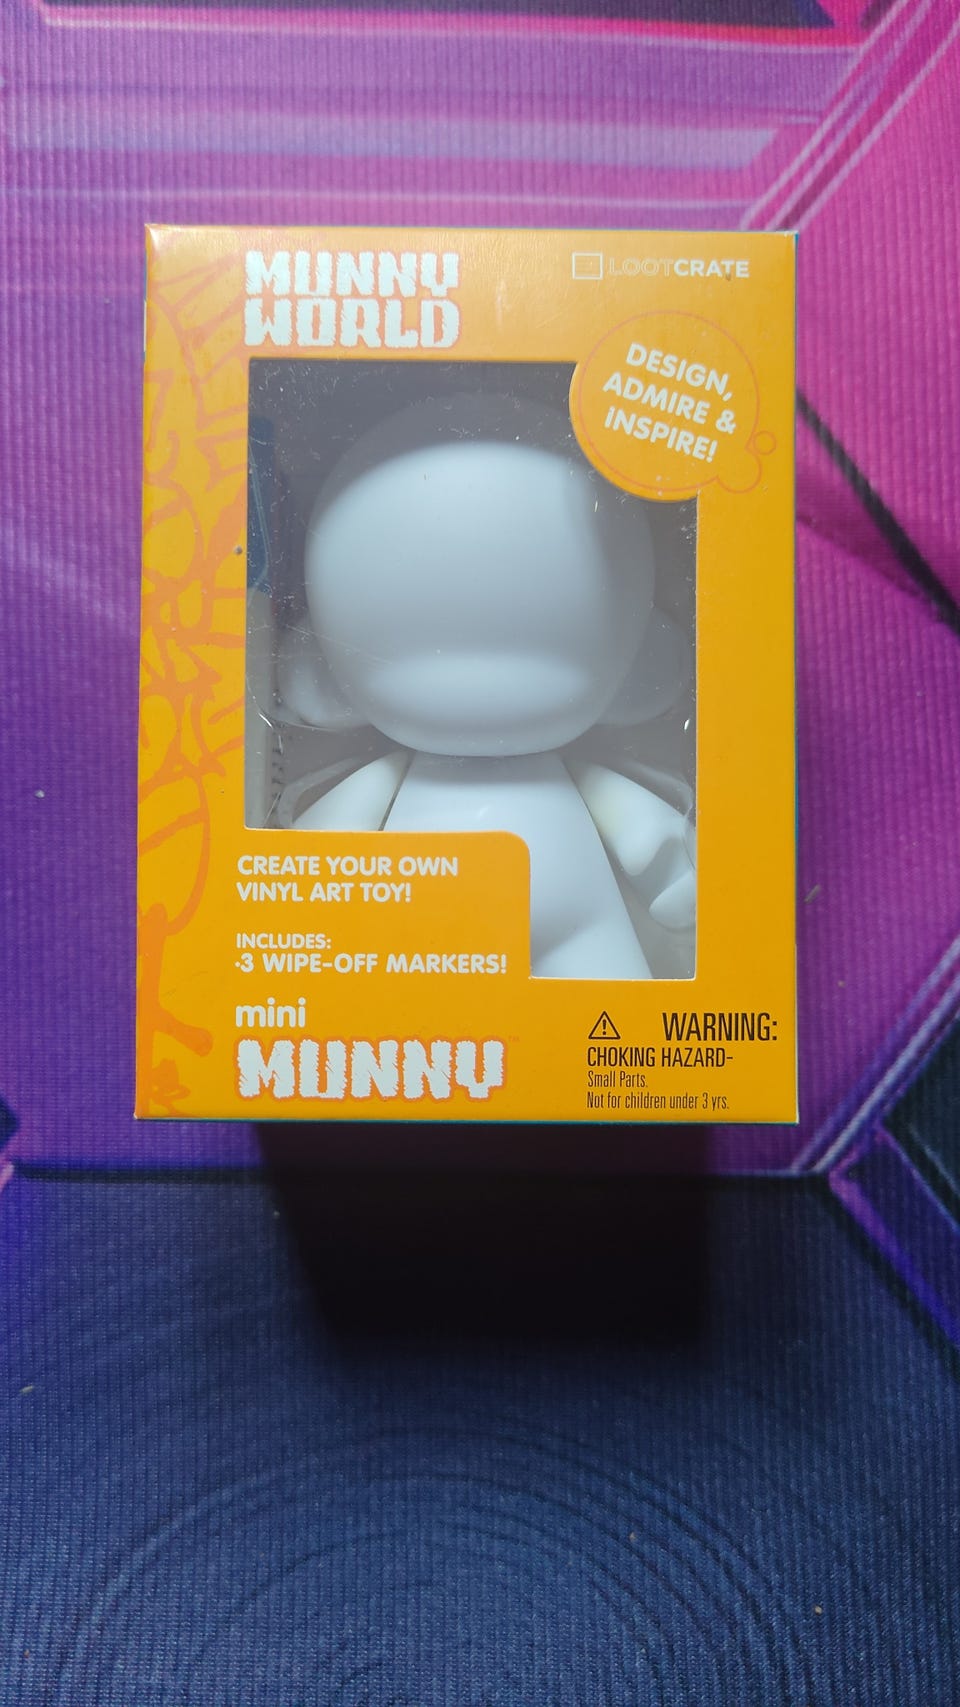 MUNNY
WORLD
LOOTCRATE
DESIGN,
ADMIRE &
iNSPIRE!
CREATE YOUR OWN
VINYL ART TOY!
INCLUDES:
·3 WIPE-OFF MARKERS!
mini
MUNNY™
WARNING:
CHOKING HAZARD-
Small Parts.
Not for children under 3 yrs.